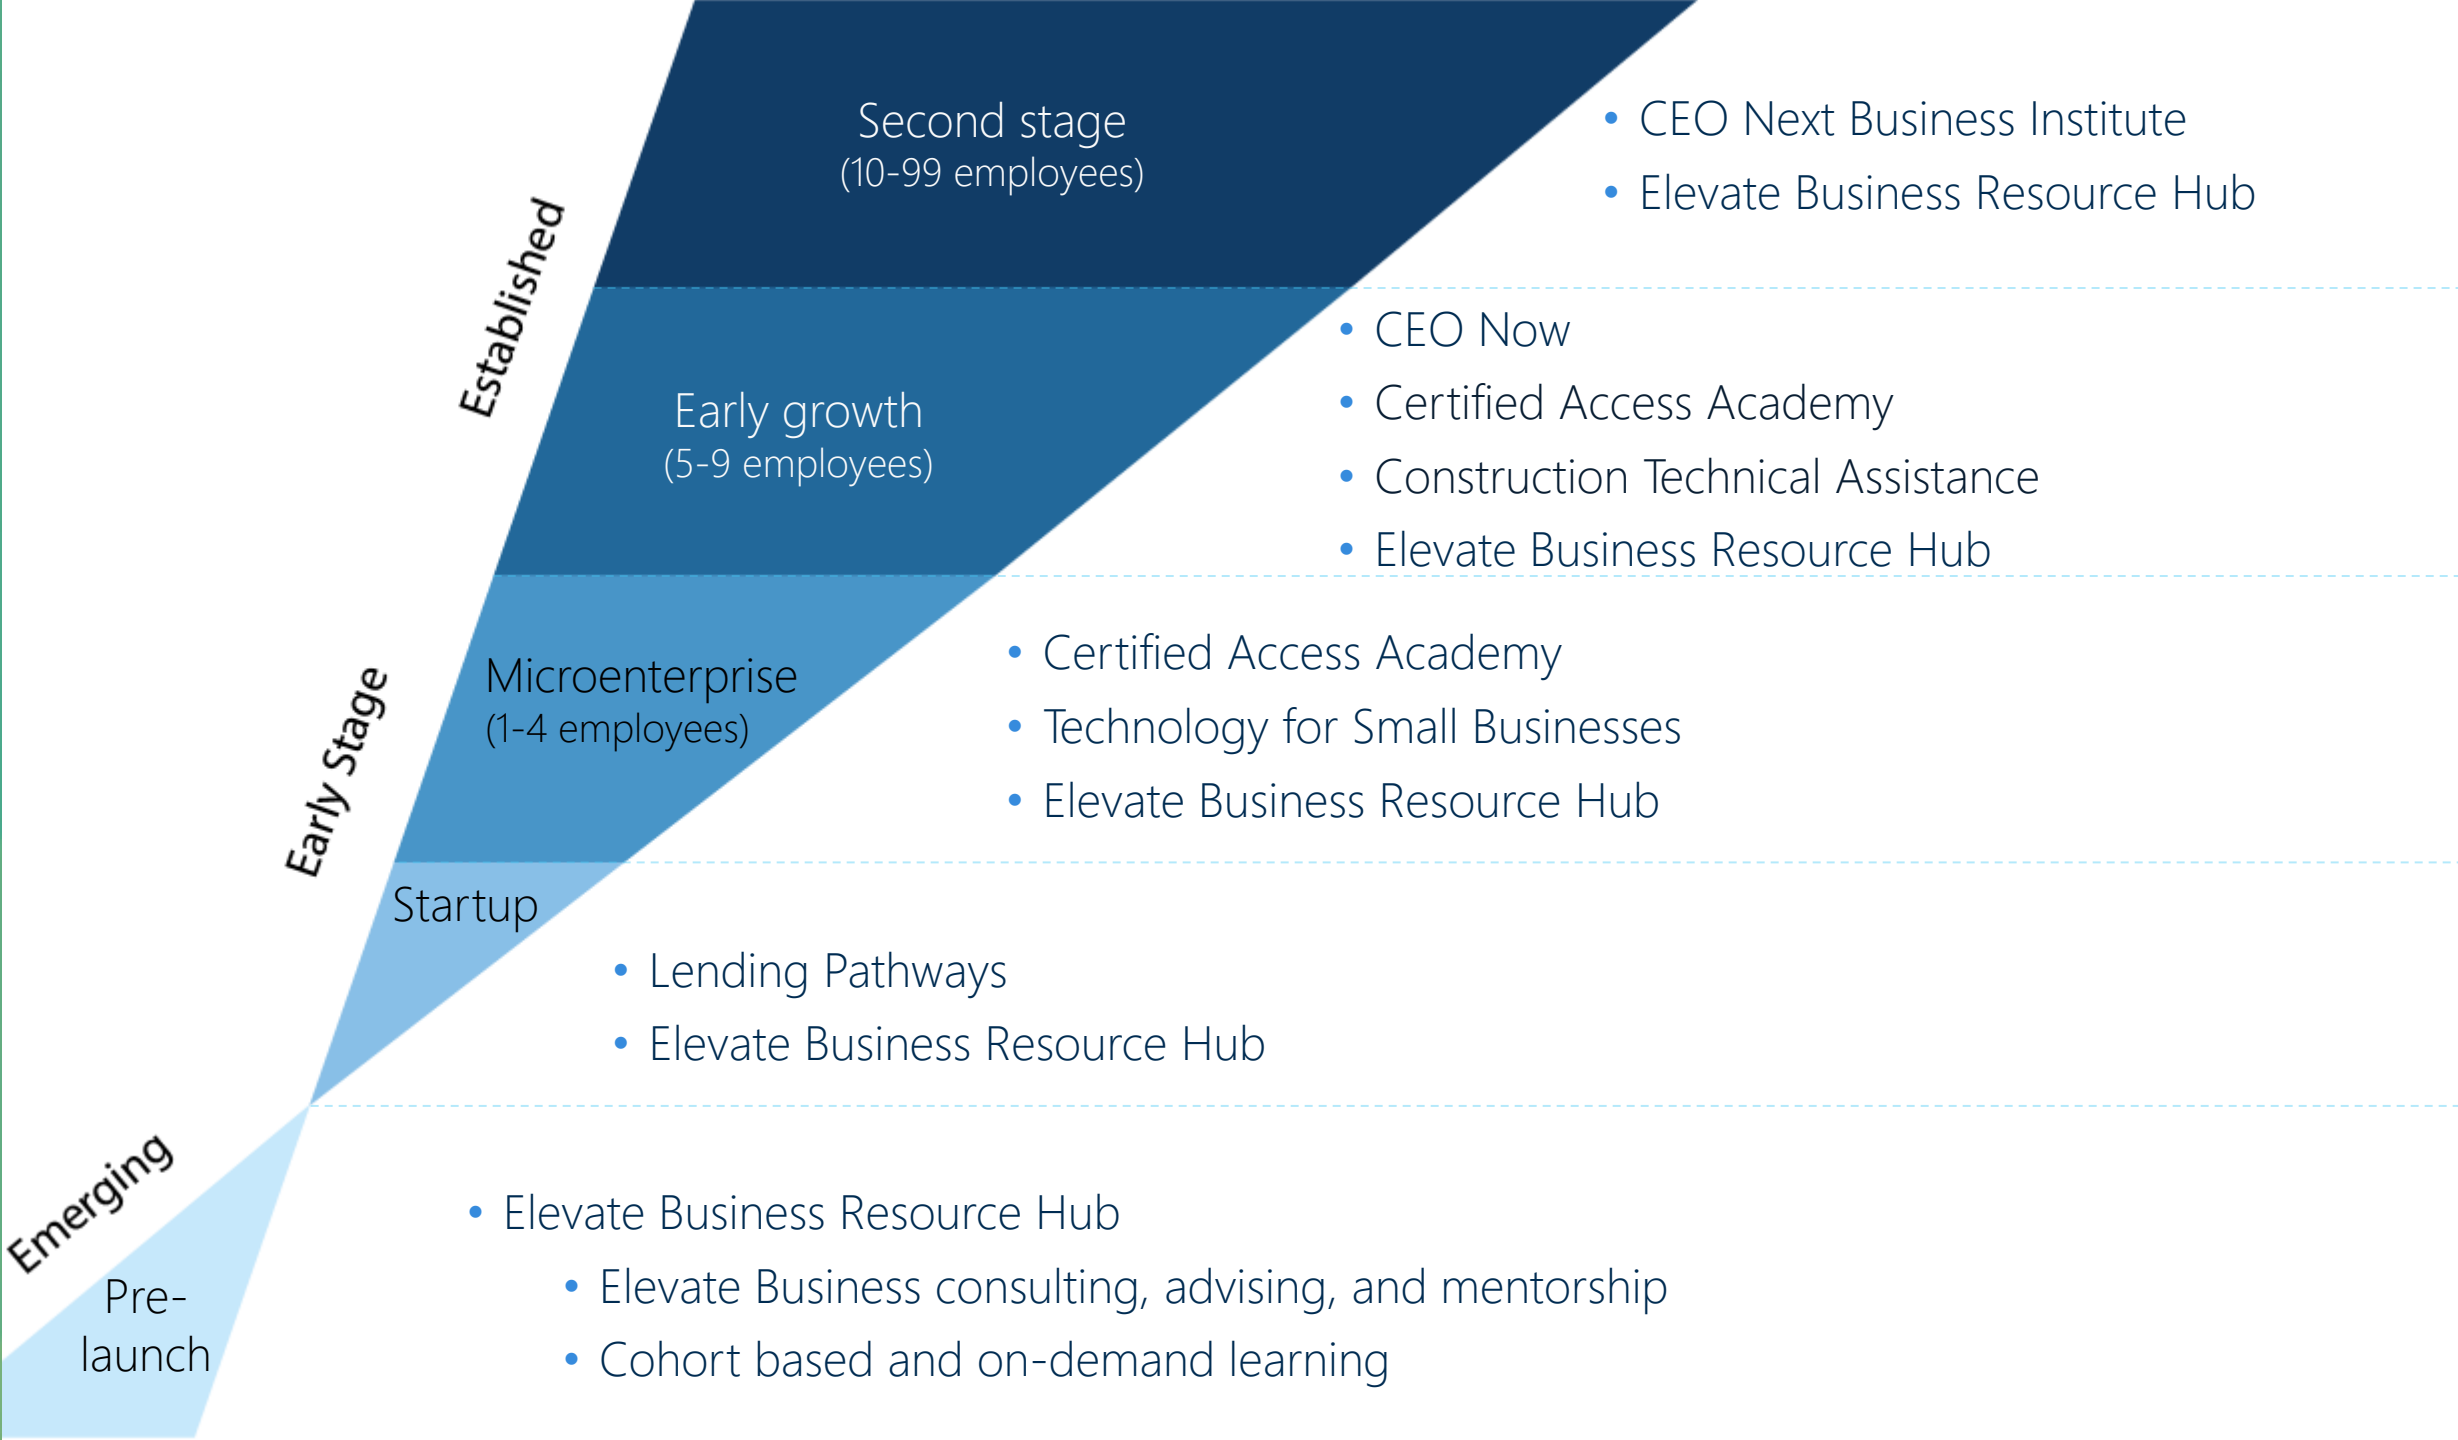 Established
Second stage
(10-99 employees)
• CEO Next Business Institute
• Elevate Business Resource Hub
Early growth
(5-9 employees)
• CEO Now
• Certified Access Academy
• Construction Technical Assistance
• Elevate Business Resource Hub
Early Stage
Microenterprise
(1-4 employees)
• Certified Access Academy
• Technology for Small Businesses
• Elevate Business Resource Hub
Startup
• Lending Pathways
• Elevate Business Resource Hub
Emerging
Pre-
launch
• Elevate Business Resource Hub
• Elevate Business consulting, advising, and mentorship
• Cohort based and on-demand learning